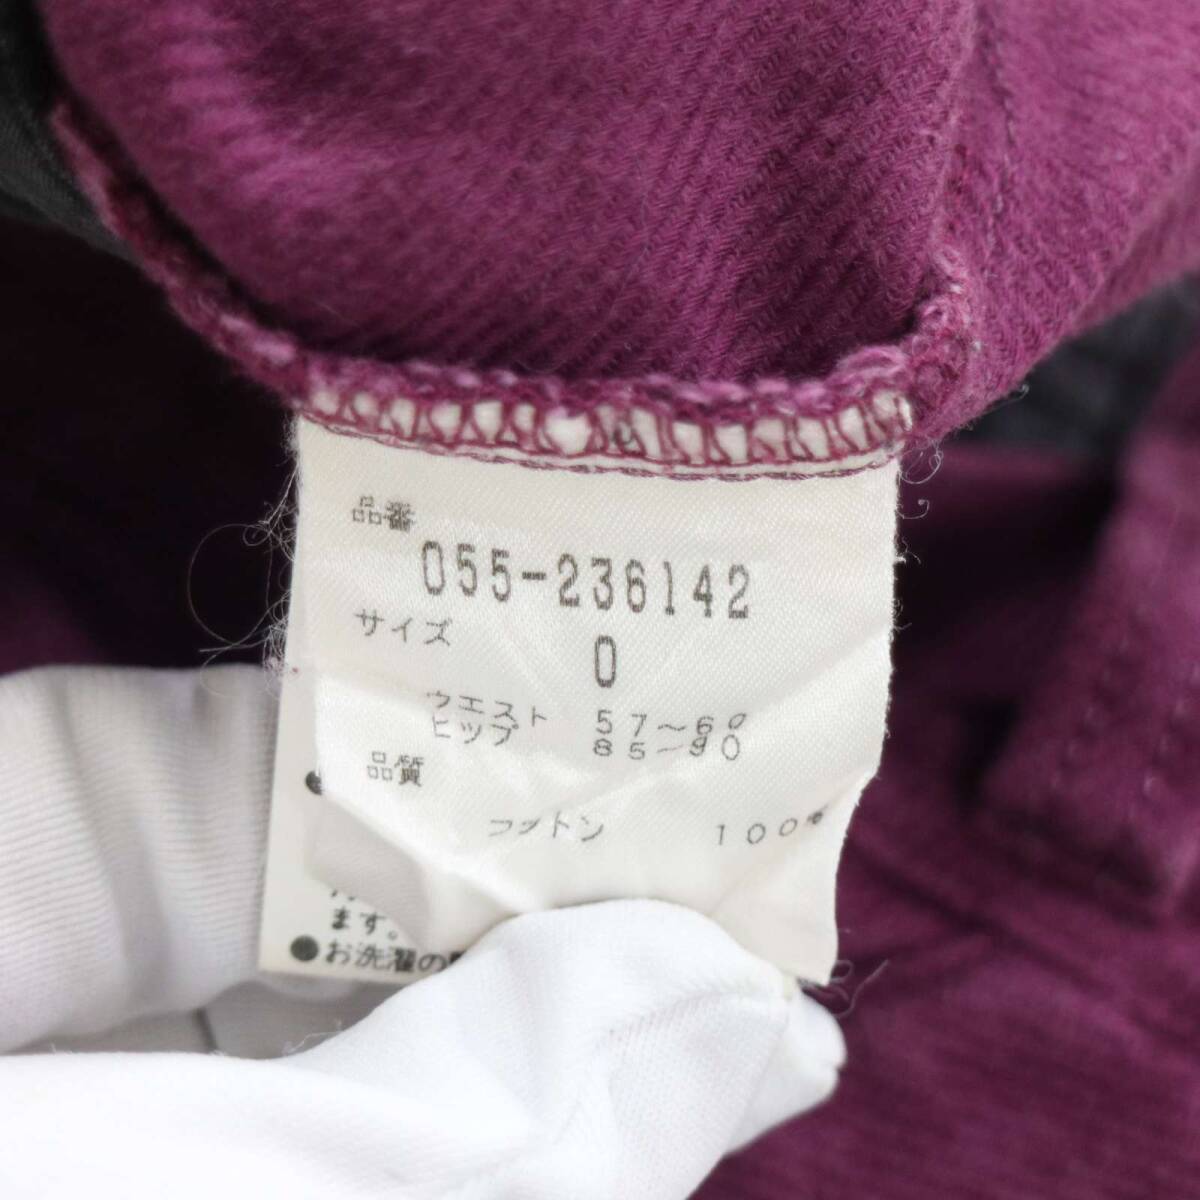 品番
055-236142
サイズ
0
ウエスト 57～60
ヒップ 85～90
品質
コットン 100%
ます。
●お洗濯の